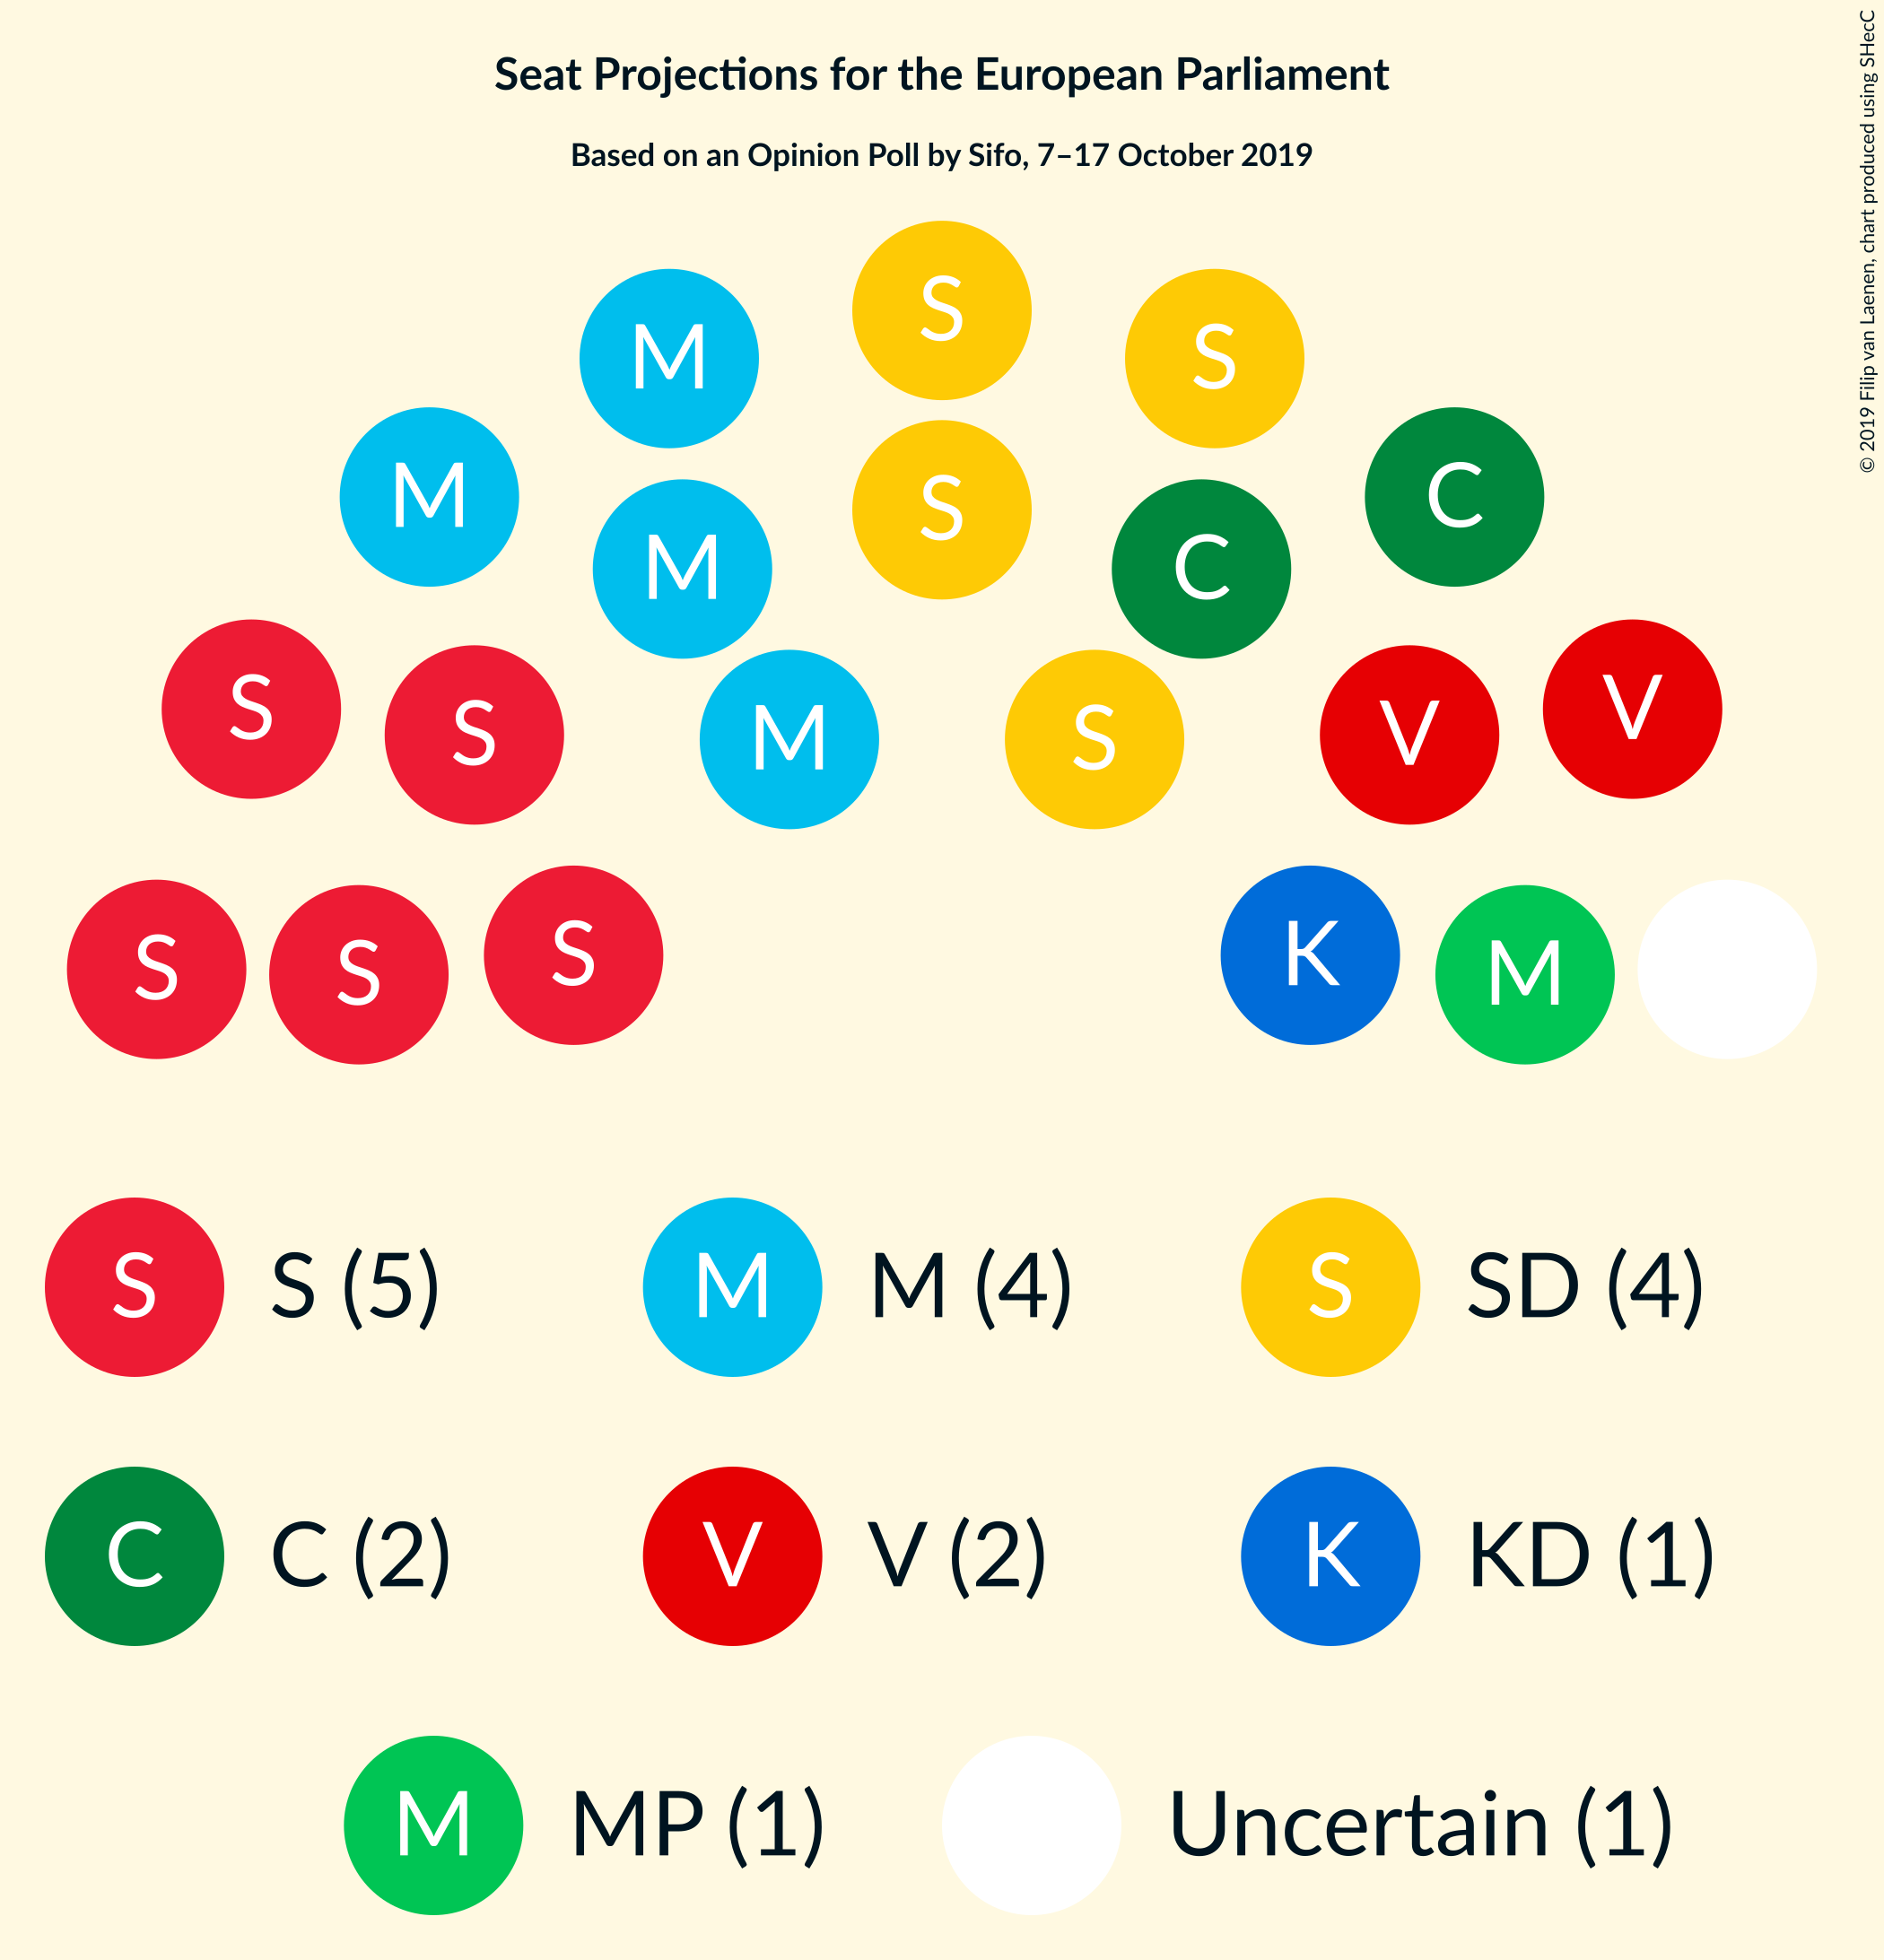 Seat Projections for the European Parliament
Based on an Opinion Poll by Sifo, 7–17 October 2019
© 2019 Filip van Laenen, chart produced using SHecC
S
M S
M C
S
M C
S S V V
M S
S S S K M
S S (5) M M (4) S SD (4)
C C (2) V V (2) K KD (1)
M MP (1) Uncertain (1)